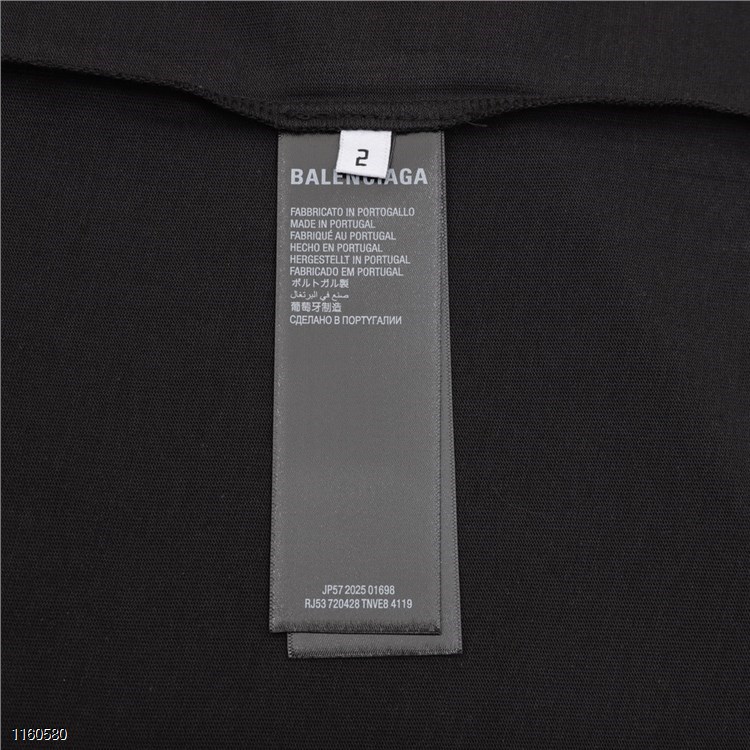 2
BALENCIAGA
FABBRICATO IN PORTOGALLO
MADE IN PORTUGAL
FABRIQUÉ AU PORTUGAL
HECHO EN PORTUGAL
HERGESTELLT IN PORTUGAL
FABRICADO EM PORTUGAL
ポルトガル製
صنع في البرتغال
葡萄牙制造
СДЕЛАНО В ПОРТУГАЛИИ
JP57 2025 01698
RJ53 720428 TNVE8 4119
1160580